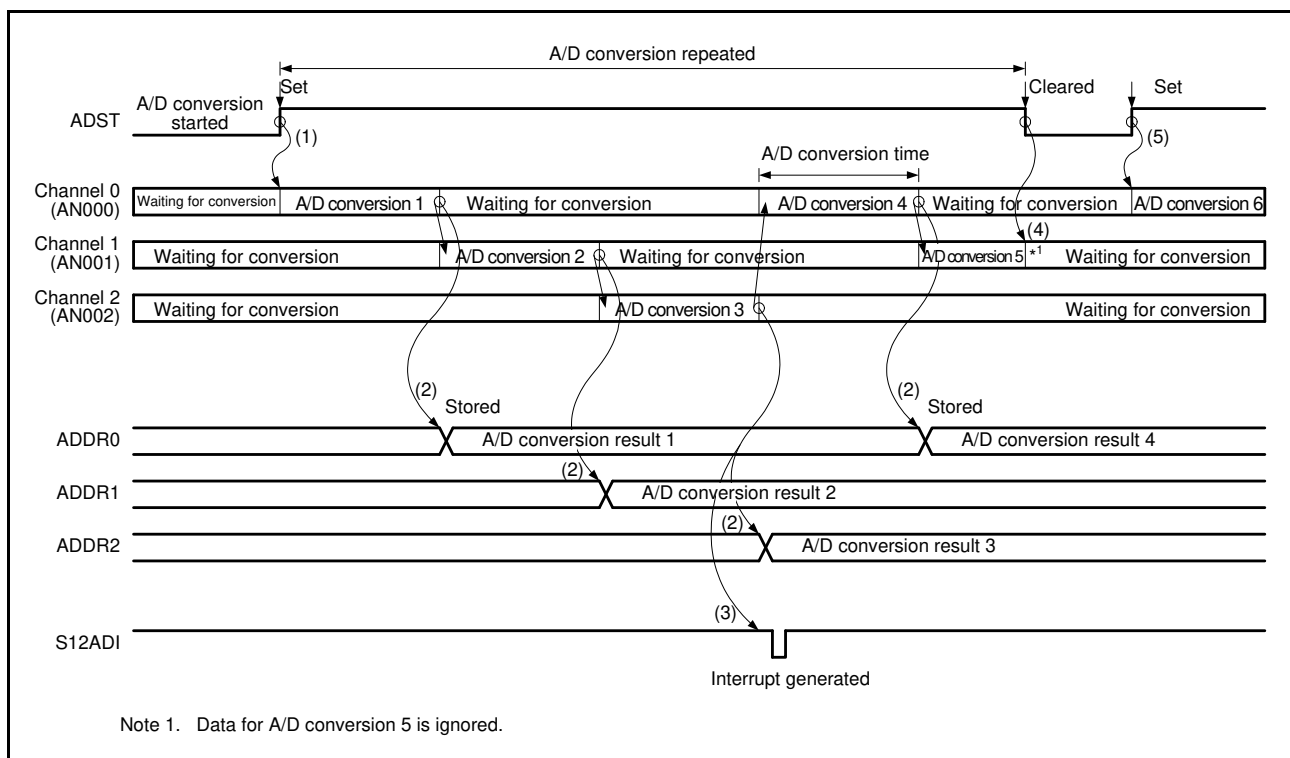 A/D conversion repeated
A/D conversion
started
Set
Cleared
Set
ADST
(1)
(5)
A/D conversion time
Channel 0
(AN000)
Waiting for conversion
A/D conversion 1
Waiting for conversion
A/D conversion 4
Waiting for conversion
A/D conversion 6
(4)
Channel 1
(AN001)
Waiting for conversion
A/D conversion 2
Waiting for conversion
A/D conversion 5
*1
Waiting for conversion
Channel 2
(AN002)
Waiting for conversion
A/D conversion 3
Waiting for conversion
(2)
Stored
(2)
Stored
ADDR0
A/D conversion result 1
A/D conversion result 4
(2)
ADDR1
A/D conversion result 2
(2)
ADDR2
A/D conversion result 3
(3)
S12ADI
Interrupt generated
Note 1. Data for A/D conversion 5 is ignored.